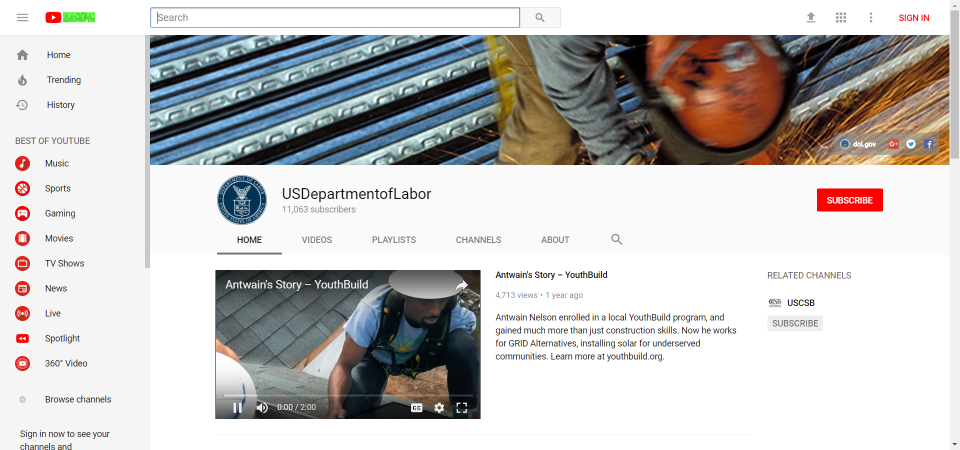 Search
SIGN IN
Home
Trending
History
BEST OF YOUTUBE
Music
Sports
Gaming
Movies
TV Shows
News
Live
Spotlight
360° Video
Browse channels
Sign in now to see your
channels and
dol.gov
USDepartmentofLabor
11,063 subscribers
SUBSCRIBE
HOME VIDEOS PLAYLISTS CHANNELS ABOUT
Antwain's Story – YouthBuild
0:00 / 2:00
CC
Antwain's Story – YouthBuild
4,713 views • 1 year ago
Antwain Nelson enrolled in a local YouthBuild program, and
gained much more than just construction skills. Now he works
for GRID Alternatives, installing solar for underserved
communities. Learn more at youthbuild.org.
RELATED CHANNELS
USCSB
SUBSCRIBE